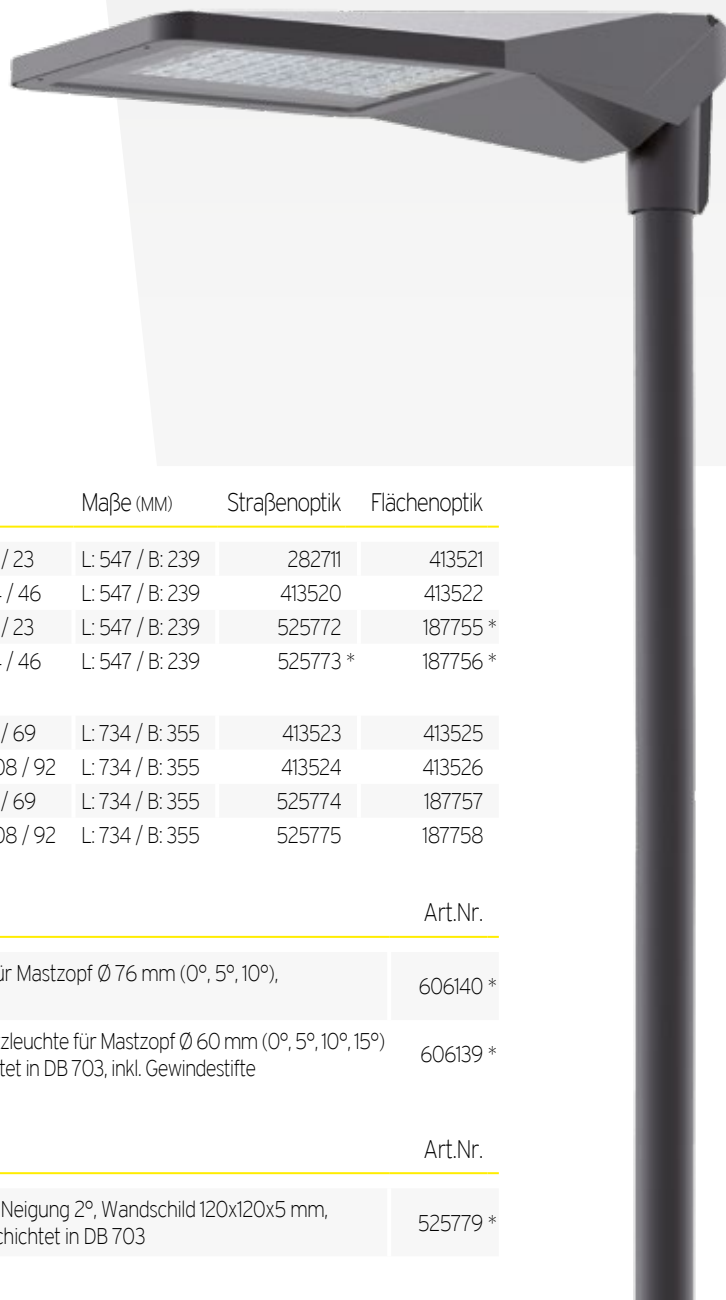 Maße (MM) Straßenoptik Flächenoptik
/ 23 L: 547 / B: 239 282711 413521
/ 46 L: 547 / B: 239 413520 413522
/ 23 L: 547 / B: 239 525772 187755 *
/ 46 L: 547 / B: 239 525773 * 187756 *
/ 69 L: 734 / B: 355 413523 413525
08 / 92 L: 734 / B: 355 413524 413526
/ 69 L: 734 / B: 355 525774 187757
08 / 92 L: 734 / B: 355 525775 187758
Art.Nr.
ür Mastzopf Ø 76 mm (0°, 5°, 10°),
606140 *
zleuchte für Mastzopf Ø 60 mm (0°, 5°, 10°, 15°)
tet in DB 703, inkl. Gewindestifte
606139 *
Art.Nr.
Neigung 2°, Wandschild 120x120x5 mm,
chichtet in DB 703
525779 *